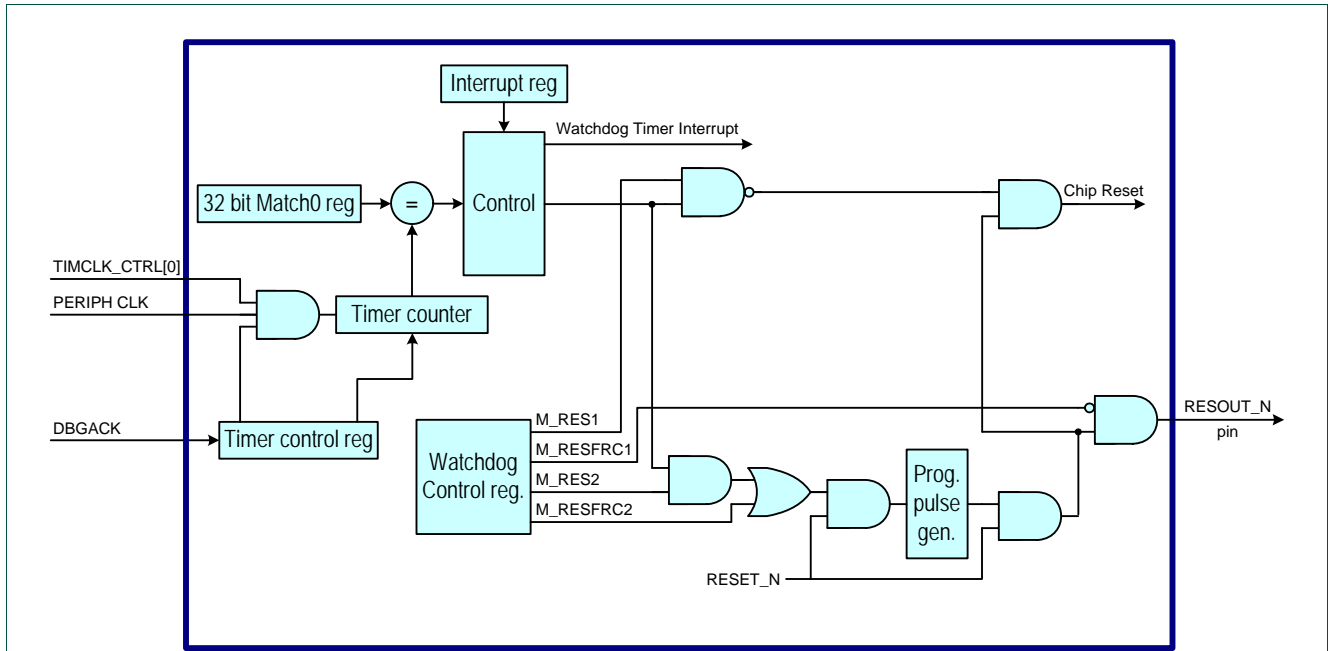 Interrupt reg
Watchdog Timer Interrupt
32 bit Match0 reg
=
Control
Chip Reset
TIMCLK_CTRL[0]
PERIPH CLK
Timer counter
DBGACK
Timer control reg
M_RES1
M_RESFRC1
M_RES2
M_RESFRC2
Watchdog
Control reg.
RESOUT_N
pin
Prog.
pulse
gen.
RESET_N